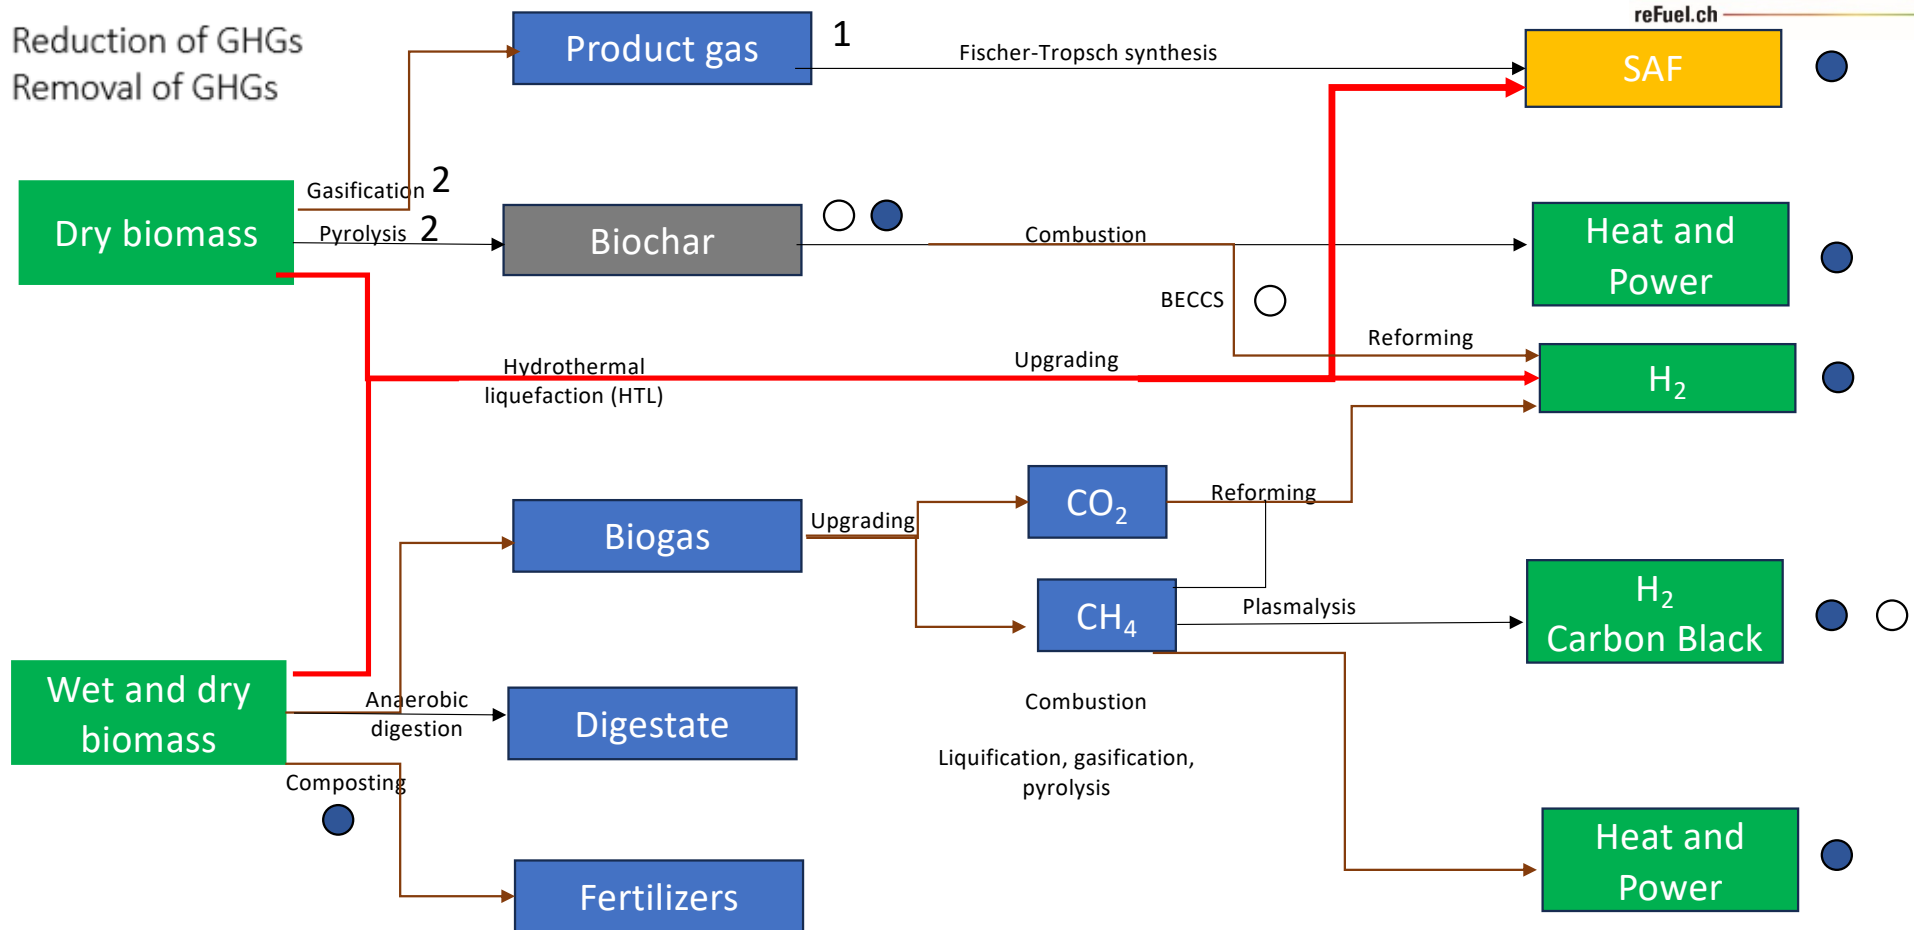 reFuel.ch
Reduction of GHGs
Removal of GHGs
Product gas
1
Fischer-Tropsch synthesis
SAF
Gasification 2
Dry biomass
Pyrolysis 2
Biochar
Combustion
Heat and
Power
BECCS
Reforming
Hydrothermal
liquefaction (HTL)
Upgrading
H₂
Biogas
Upgrading
CO₂
Reforming
CH₄
Plasmalysis
H₂
Carbon Black
Wet and dry
biomass
Anaerobic
digestion
Digestate
Combustion
Liquification, gasification,
pyrolysis
Composting
Fertilizers
Heat and
Power